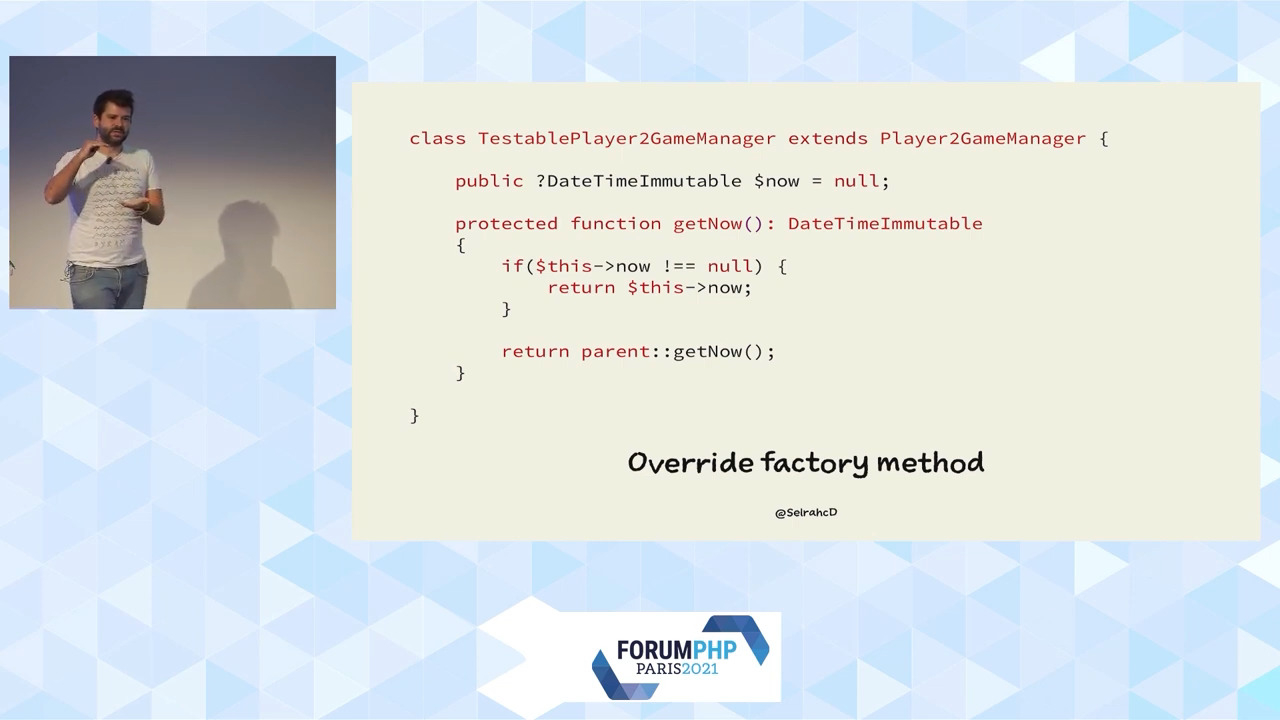 class TestablePlayer2GameManager extends Player2GameManager {
public ?DateTimeImmutable $now = null;
protected function getNow(): DateTimeImmutable
{
if($this->now !== null) {
return $this->now;
}
return parent::getNow();
}
}
Override factory method
@SelrahcD
FORUMPHP
PARIS2021